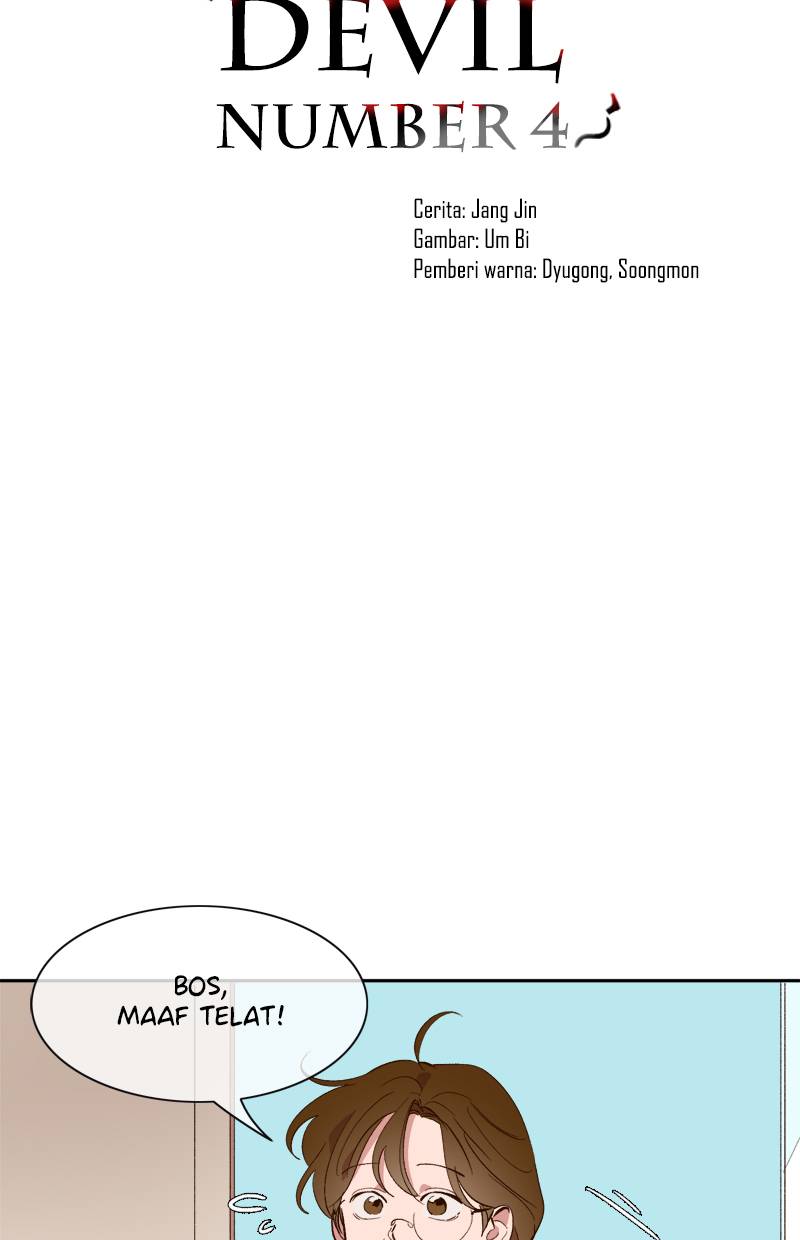 DEVIL
NUMBER 4
Cerita: Jang Jin
Gambar: Um Bi
Pemberi warna: Dyugong, Soongmon
BOS,
MAAF TELAT!